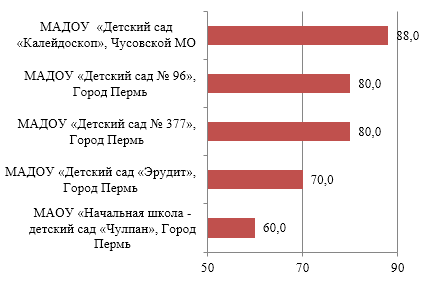 МАДОУ «Детский сад
«Калейдоскоп», Чусовской МО
88,0
МАДОУ «Детский сад № 96»,
Город Пермь
80,0
МАДОУ «Детский сад № 377»,
Город Пермь
80,0
МАДОУ «Детский сад «Эрудит»,
Город Пермь
70,0
МАОУ «Начальная школа -
детский сад «Чулпан», Город
Пермь
60,0
50 70 90